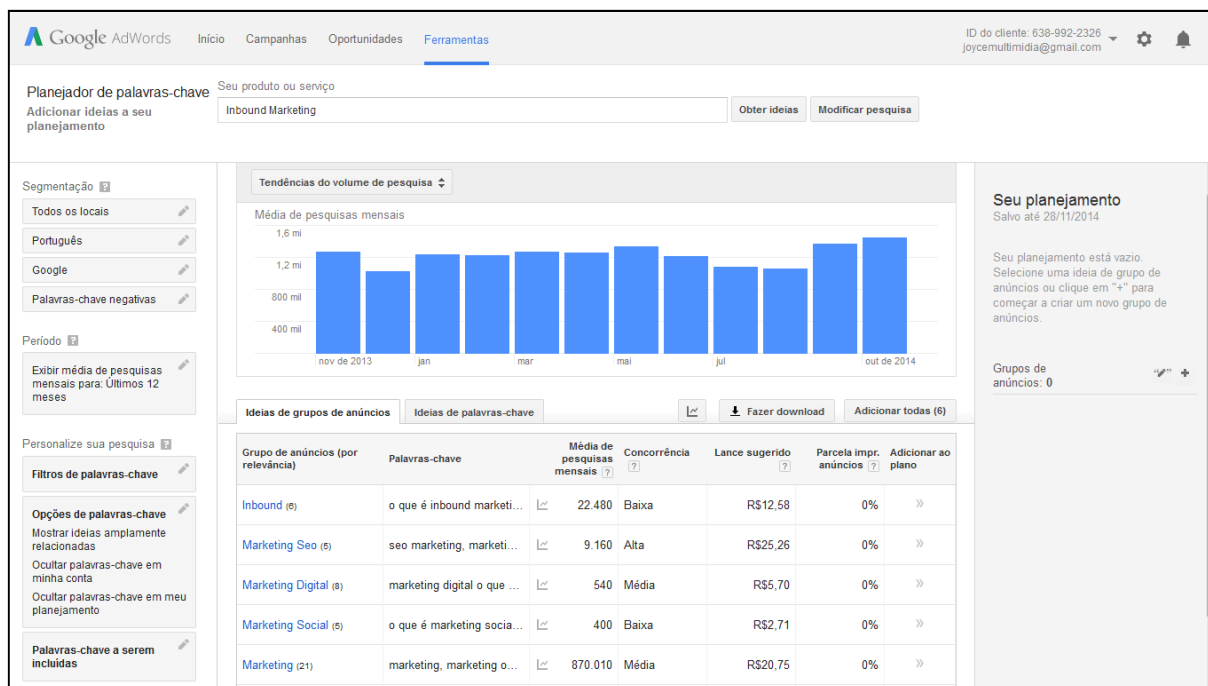 Google AdWords Início Campanhas Oportunidades Ferramentas
ID do cliente: 638-992-2326
joycemultimidia@gmail.com
Planejador de palavras-chave
Adicionar ideias a seu
planejamento
Seu produto ou serviço
Inbound Marketing
Obter ideias
Modificar pesquisa
Segmentação ?
Todos os locais
Português
Google
Palavras-chave negativas
Período ?
Exibir média de pesquisas
mensais para: Últimos 12
meses
Personalize sua pesquisa ?
Filtros de palavras-chave
Opções de palavras-chave
Mostrar ideias amplamente
relacionadas
Ocultar palavras-chave em
minha conta
Ocultar palavras-chave em meu
planejamento
Palavras-chave a serem
incluídas
Tendências do volume de pesquisa
Média de pesquisas mensais
1,6 mi
1,2 mi
800 mil
400 mil
nov de 2013 jan mar mai jul out de 2014
Ideias de grupos de anúncios
Ideias de palavras-chave
Fazer download
Adicionar todas (6)
Grupo de anúncios (por
relevância)
Palavras-chave
Média de
pesquisas
mensais ?
Concorrência
?
Lance sugerido
?
Parcela impr.
anúncios ?
Adicionar ao
plano
Inbound (6) o que é inbound marketi... 22.480 Baixa R$12,58 0% »
Marketing Seo (5) seo marketing, marketi... 9.160 Alta R$25,26 0% »
Marketing Digital (8) marketing digital o que ... 540 Média R$5,70 0% »
Marketing Social (5) o que é marketing socia... 400 Baixa R$2,71 0% »
Marketing (21) marketing, marketing o... 870.010 Média R$20,75 0% »
Seu planejamento
Salvo até 28/11/2014
Seu planejamento está vazio.
Selecione uma ideia de grupo de
anúncios ou clique em "+" para
começar a criar um novo grupo de
anúncios.
Grupos de
anúncios: 0